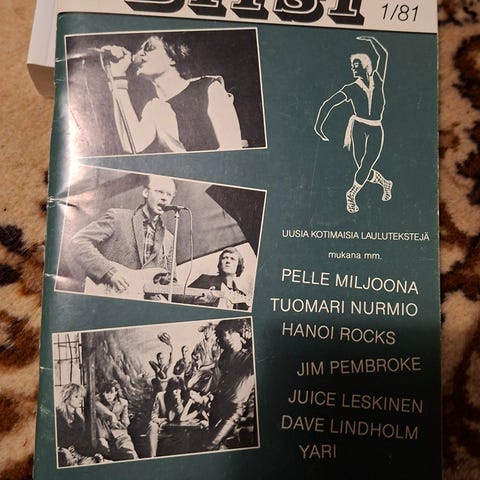 1/81
UUSIA KOTIMAISIA LAULUTEKSTEJÄ
mukana mm.
PELLE MILJOONA
TUOMARI NURMIO
HANOI ROCKS
JIM PEMBROKE
JUICE LESKINEN
DAVE LINDHOLM
YARI